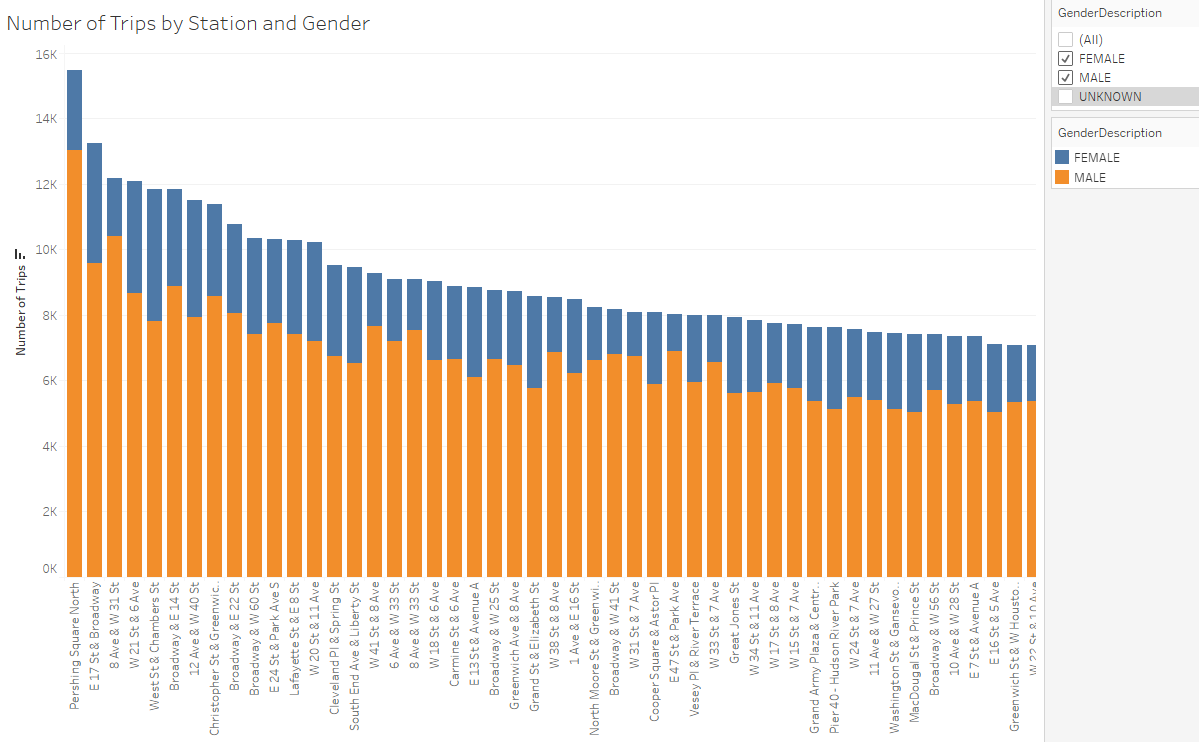 Number of Trips by Station and Gender
16K
14K
12K
10K
8K
6K
4K
2K
0K
Number of Trips
Pershing Square North
E 17 St & Broadway
8 Ave & W 31 St
W 21 St & 6 Ave
West St & Chambers St
Broadway & E 14 St
12 Ave & W 40 St
Christopher St & Greenwic..
Broadway & E 22 St
Broadway & W 60 St
E 24 St & Park Ave S
Lafayette St & E 8 St
W 20 St & 11 Ave
Cleveland Pl & Spring St
South End Ave & Liberty St
W 41 St & 8 Ave
6 Ave & W 33 St
8 Ave & W 33 St
W 18 St & 6 Ave
Carmine St & 6 Ave
E 13 St & Avenue A
Broadway & W 25 St
Greenwich Ave & 8 Ave
Grand St & Elizabeth St
W 38 St & 8 Ave
1 Ave & E 16 St
North Moore St & Greenwi..
Broadway & W 41 St
W 31 St & 7 Ave
Cooper Square & Astor Pl
E 47 St & Park Ave
Vesey Pl & River Terrace
W 33 St & 7 Ave
Great Jones St
W 34 St & 11 Ave
W 17 St & 8 Ave
W 15 St & 7 Ave
Grand Army Plaza & Centr..
Pier 40 - Hudson River Park
W 24 St & 7 Ave
11 Ave & W 27 St
Washington St & Gansevo..
MacDougal St & Prince St
Broadway & W 56 St
10 Ave & W 28 St
E 7 St & Avenue A
E 16 St & 5 Ave
Greenwich St & W Housto..
W 22 St & 10 Ave
GenderDescription
(All)
FEMALE
MALE
UNKNOWN
GenderDescription
FEMALE
MALE